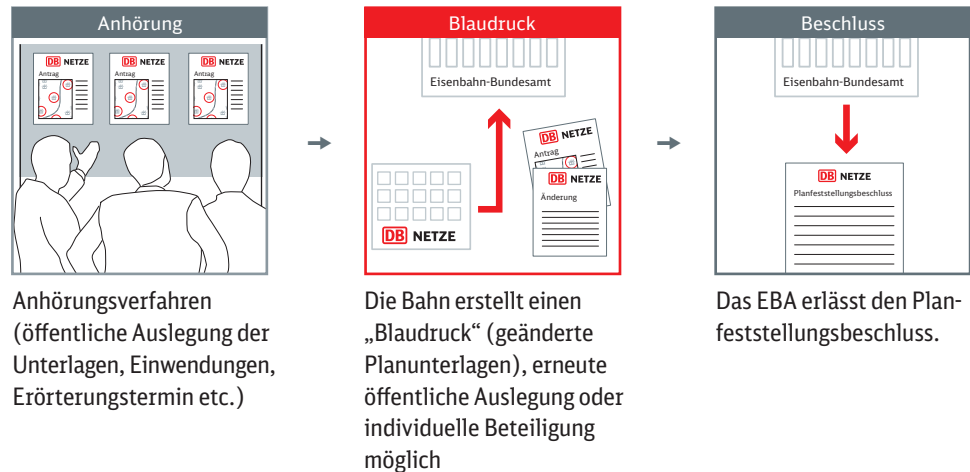 Anhörung
DB NETZE
Antrag
DB NETZE
Antrag
DB NETZE
Antrag
Anhörungsverfahren
(öffentliche Auslegung der
Unterlagen, Einwendungen,
Erörterungstermin etc.)
Blaudruck
Eisenbahn-Bundesamt
DB NETZE
Antrag
DB NETZE
Änderung
DB NETZE
Die Bahn erstellt einen
„Blaudruck“ (geänderte
Planunterlagen), erneute
öffentliche Auslegung oder
individuelle Beteiligung
möglich
Beschluss
Eisenbahn-Bundesamt
DB NETZE
Planfeststellungsbeschluss
Das EBA erlässt den Plan-
feststellungsbeschluss.